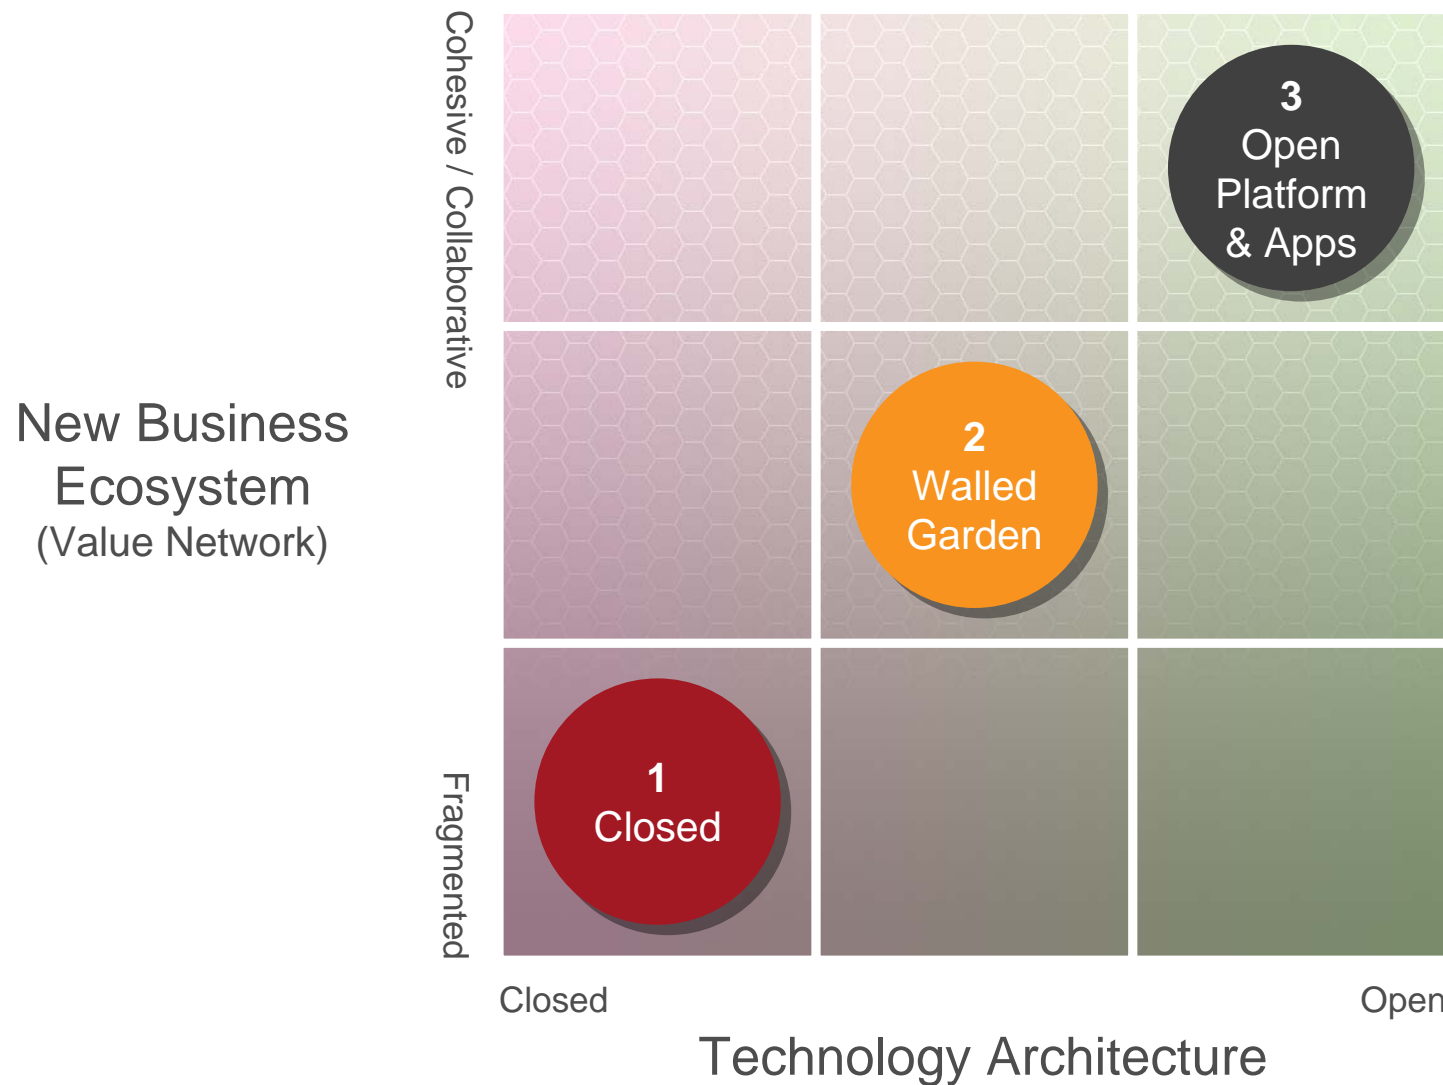 Cohesive / Collaborative
3
Open
Platform
& Apps
New Business
Ecosystem
(Value Network)
2
Walled
Garden
1
Closed
Fragmented
Closed
Open
Technology Architecture